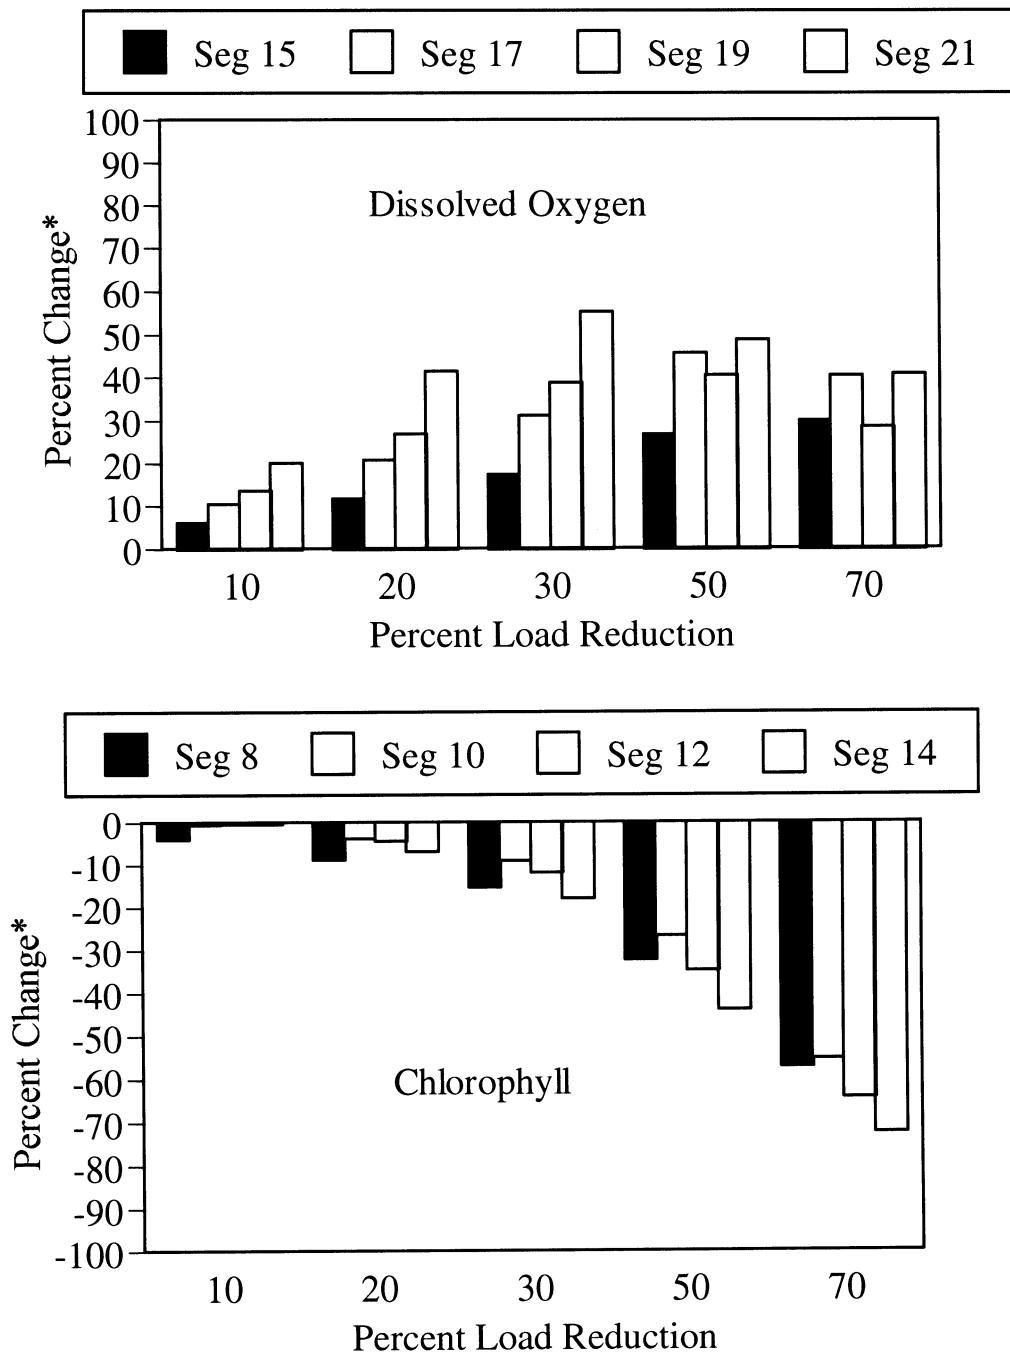 Seg 15 Seg 17 Seg 19 Seg 21
100
90
80
70
60
50
40
30
20
10
0
Percent Change*
Dissolved Oxygen
10 20 30 50 70
Percent Load Reduction
Seg 8 Seg 10 Seg 12 Seg 14
0
-10
-20
-30
-40
-50
-60
-70
-80
-90
-100
Percent Change*
Chlorophyll
10 20 30 50 70
Percent Load Reduction